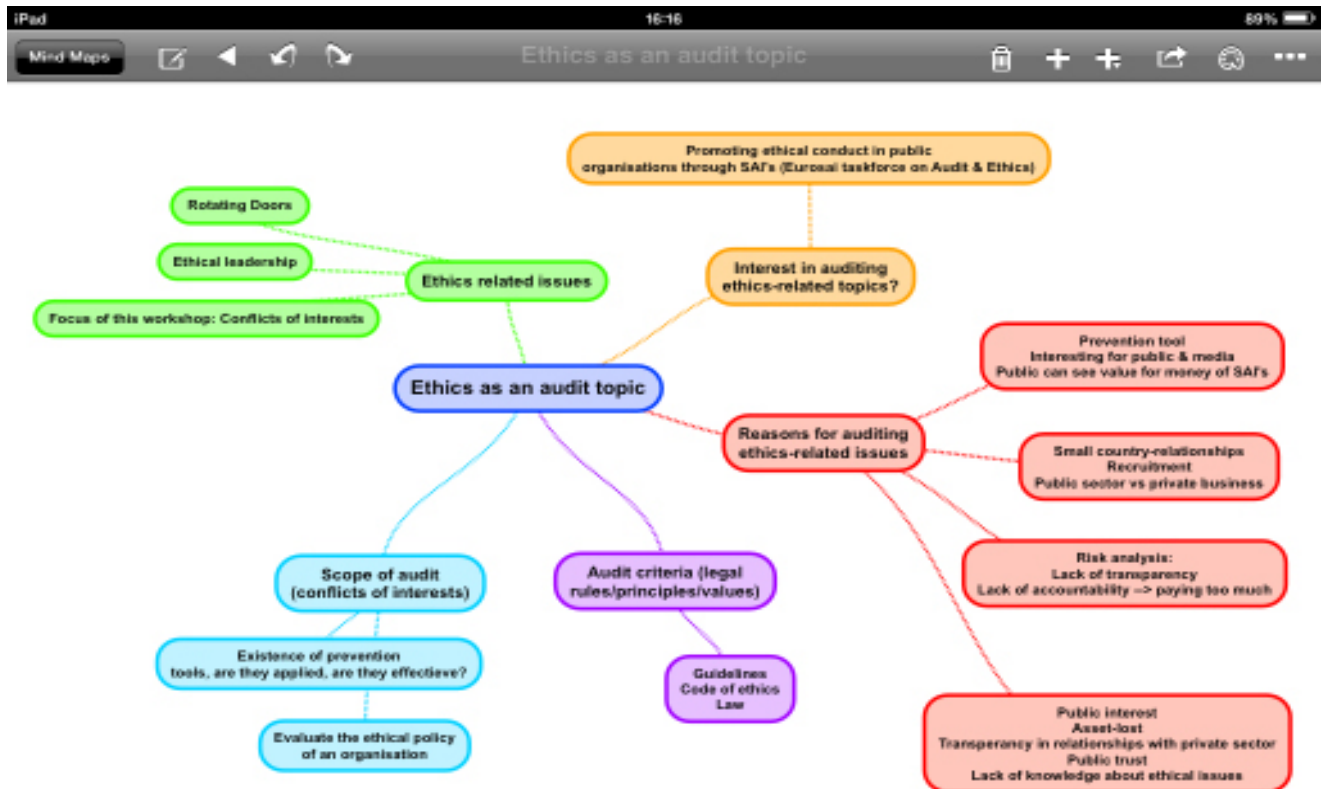 iPad
16:16
89%
Mind Maps
Ethics as an audit topic
Promoting ethical conduct in public
organisations through SAI's (Eurosai taskforce on Audit & Ethics)
Rotating Doors
Ethical leadership
Focus of this workshop: Conflicts of interests
Ethics related issues
Interest in auditing
ethics-related topics?
Ethics as an audit topic
Prevention tool
Interesting for public & media
Public can see value for money of SAI's
Reasons for auditing
ethics-related issues
Small country-relationships
Recruitment
Public sector vs private business
Risk analysis:
Lack of transparency
Lack of accountability --> paying too much
Scope of audit
(conflicts of interests)
Audit criteria (legal
rules/principles/values)
Existence of prevention
tools, are they applied, are they effectieve?
Guidelines
Code of ethics
Law
Evaluate the ethical policy
of an organisation
Public interest
Asset-lost
Transperancy in relationships with private sector
Public trust
Lack of knowledge about ethical issues